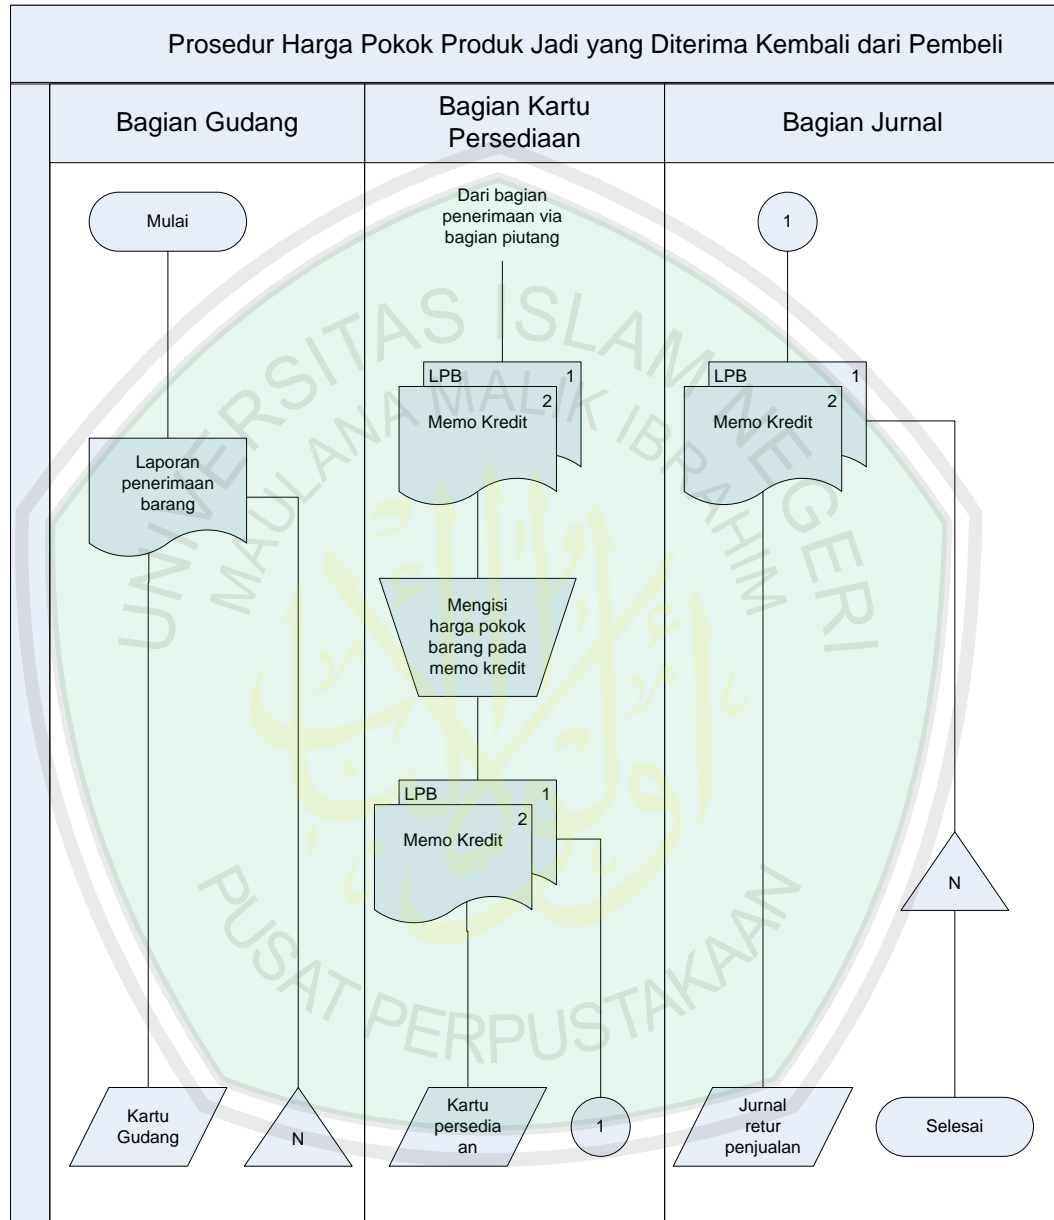 Prosedur Harga Pokok Produk Jadi yang Diterima Kembali dari Pembeli
Bagian Gudang
Bagian Kartu
Persediaan
Bagian Jurnal
Mulai
Laporan
penerimaan
barang
Kartu
Gudang
N
Dari bagian
penerimaan via
bagian piutang
LPB
1
2
Memo Kredit
Mengisi
harga pokok
barang pada
memo kredit
LPB
1
2
Memo Kredit
Kartu
persedia
an
1
1
LPB
1
2
Memo Kredit
Jurnal
retur
penjualan
N
Selesai
UNIVERSITAS ISLAM NEGERI
MAULANA MALIK IBRAHIM
PUSAT PERPUSTAKAAN